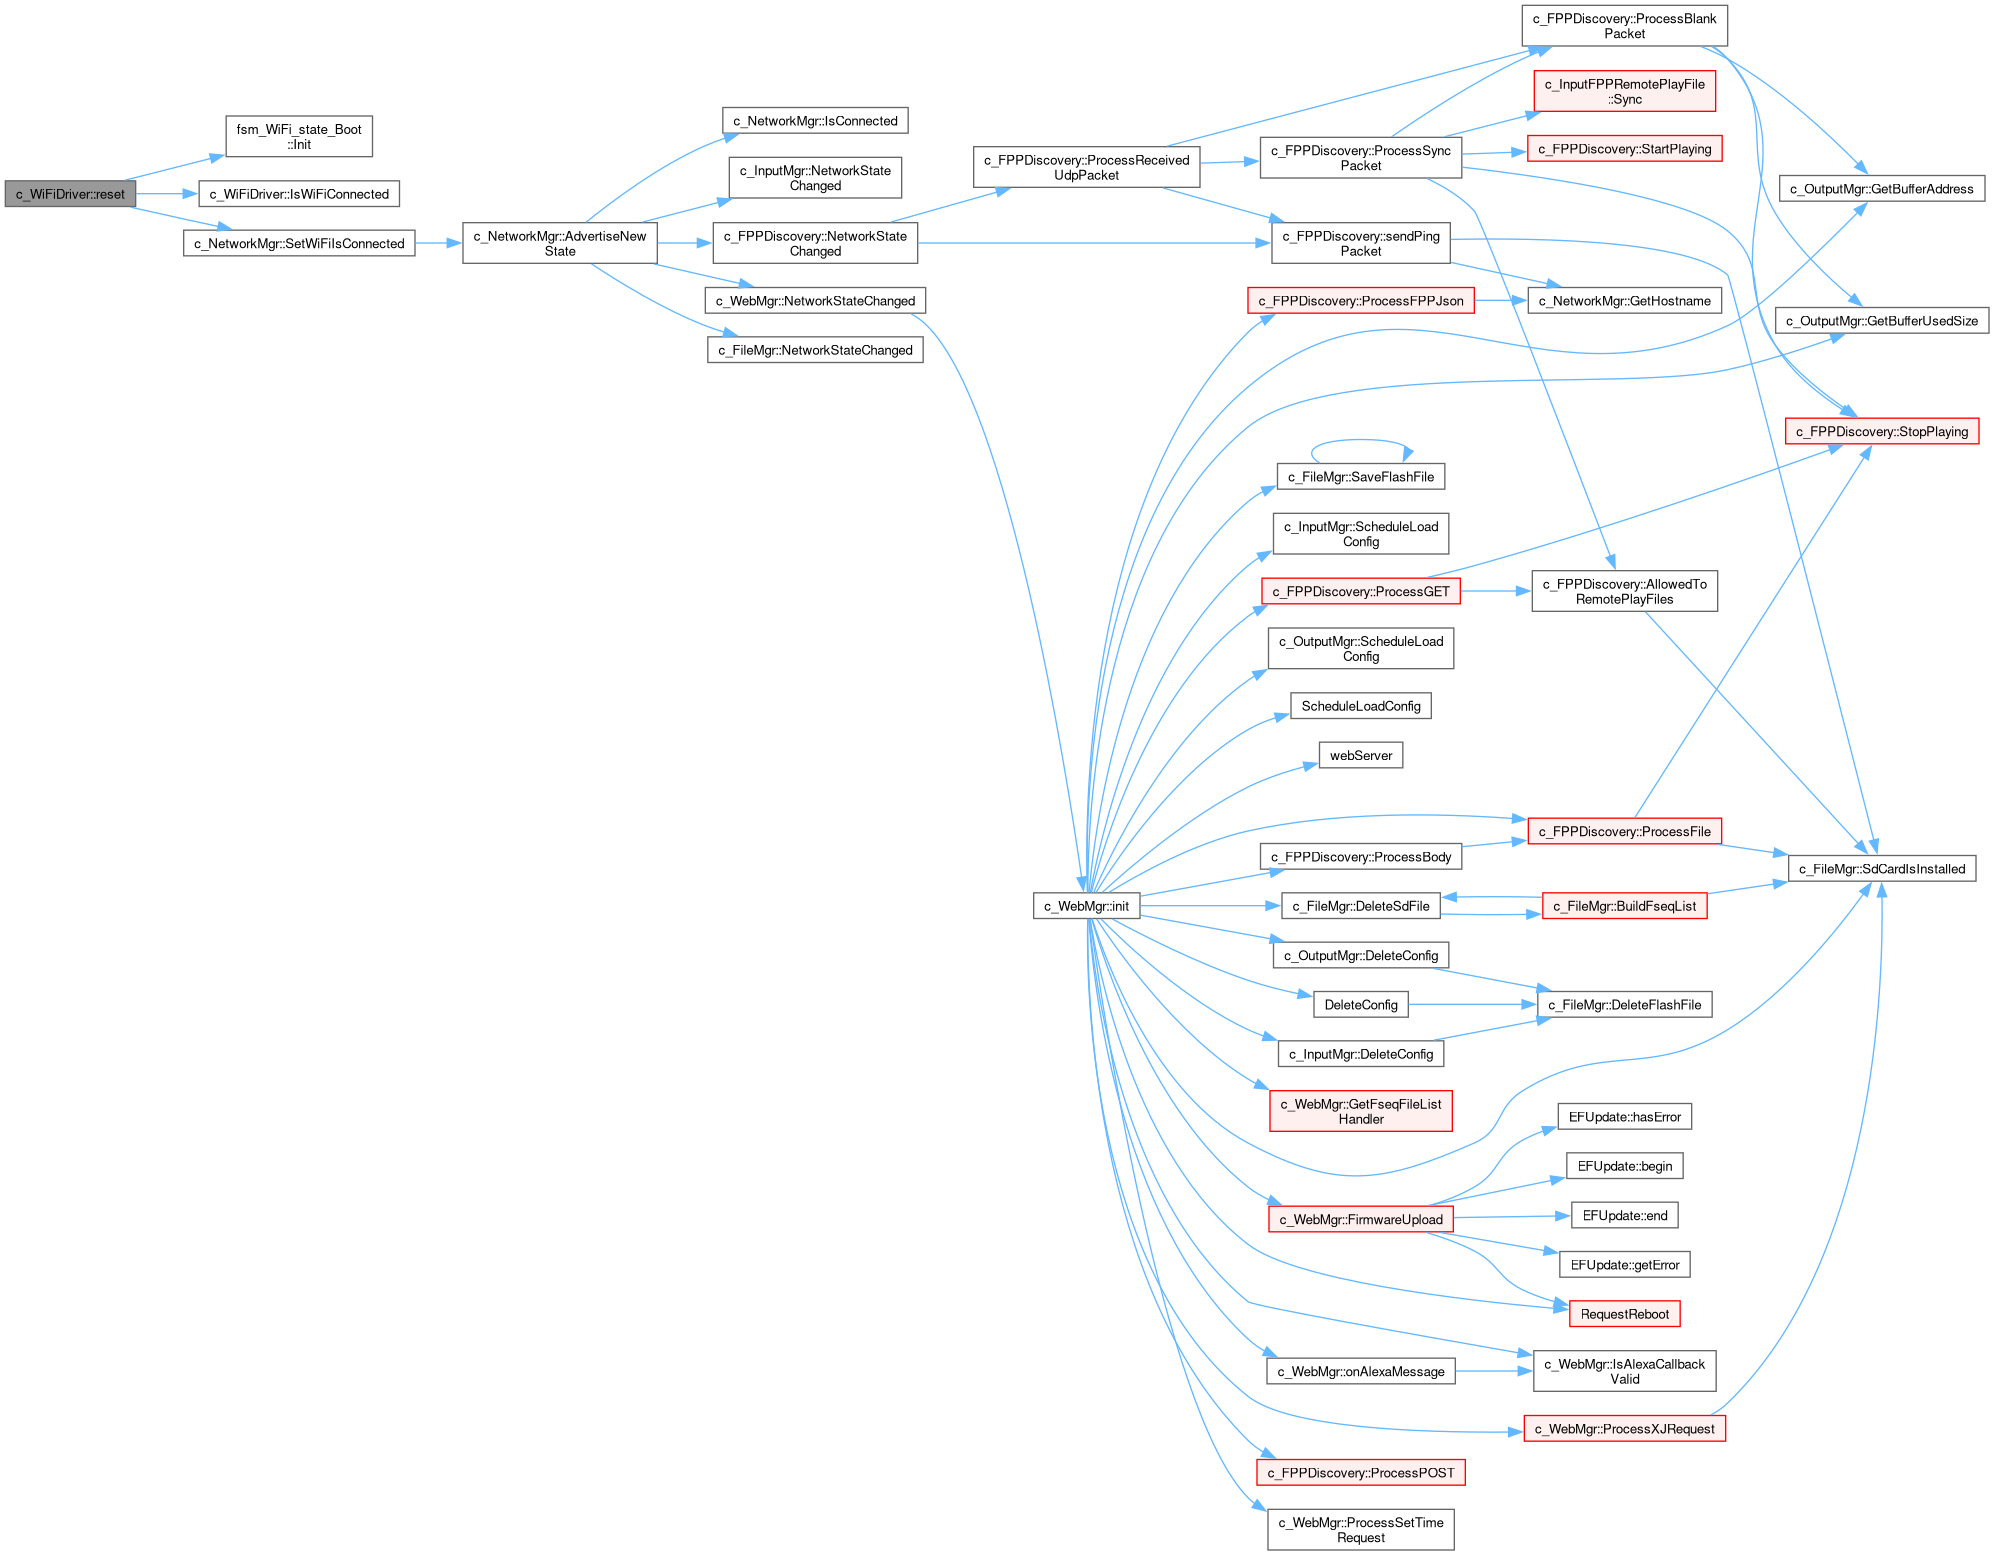 c_WiFiDriver::reset
fsm_WiFi_state_Boot
::Init
c_WiFiDriver::IsWiFiConnected
c_NetworkMgr::SetWiFiIsConnected
c_NetworkMgr::AdvertiseNew
State
c_NetworkMgr::IsConnected
c_InputMgr::NetworkState
Changed
c_FPPDiscovery::NetworkState
Changed
c_WebMgr::NetworkStateChanged
c_FileMgr::NetworkStateChanged
c_FPPDiscovery::ProcessReceived
UdpPacket
c_WebMgr::init
c_FPPDiscovery::ProcessSync
Packet
c_FPPDiscovery::sendPing
Packet
c_FPPDiscovery::ProcessFPPJson
c_FileMgr::SaveFlashFile
c_InputMgr::ScheduleLoad
Config
c_FPPDiscovery::ProcessGET
c_OutputMgr::ScheduleLoad
Config
ScheduleLoadConfig
webServer
c_FPPDiscovery::ProcessBody
c_FileMgr::DeleteSdFile
c_OutputMgr::DeleteConfig
DeleteConfig
c_InputMgr::DeleteConfig
c_WebMgr::GetFseqFileList
Handler
c_WebMgr::FirmwareUpload
c_WebMgr::onAlexaMessage
c_FPPDiscovery::ProcessPOST
c_WebMgr::ProcessSetTime
Request
c_FPPDiscovery::ProcessBlank
Packet
c_InputFPPRemotePlayFile
::Sync
c_FPPDiscovery::StartPlaying
c_NetworkMgr::GetHostname
c_FPPDiscovery::AllowedTo
RemotePlayFiles
c_FPPDiscovery::ProcessFile
c_FileMgr::BuildFseqList
c_FileMgr::DeleteFlashFile
EFUpdate::hasError
EFUpdate::begin
EFUpdate::end
EFUpdate::getError
RequestReboot
c_WebMgr::IsAlexaCallback
Valid
c_WebMgr::ProcessXJRequest
c_OutputMgr::GetBufferAddress
c_OutputMgr::GetBufferUsedSize
c_FPPDiscovery::StopPlaying
c_FileMgr::SdCardIsInstalled